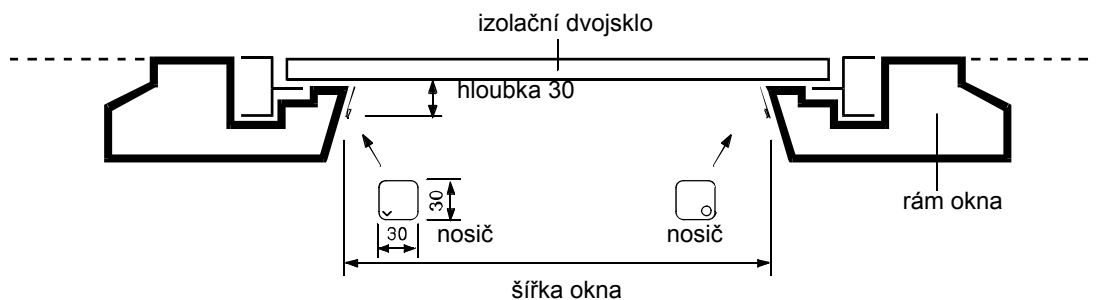 izolační dvojsklo
hloubka 30
30
30
nosič
nosič
rám okna
šířka okna